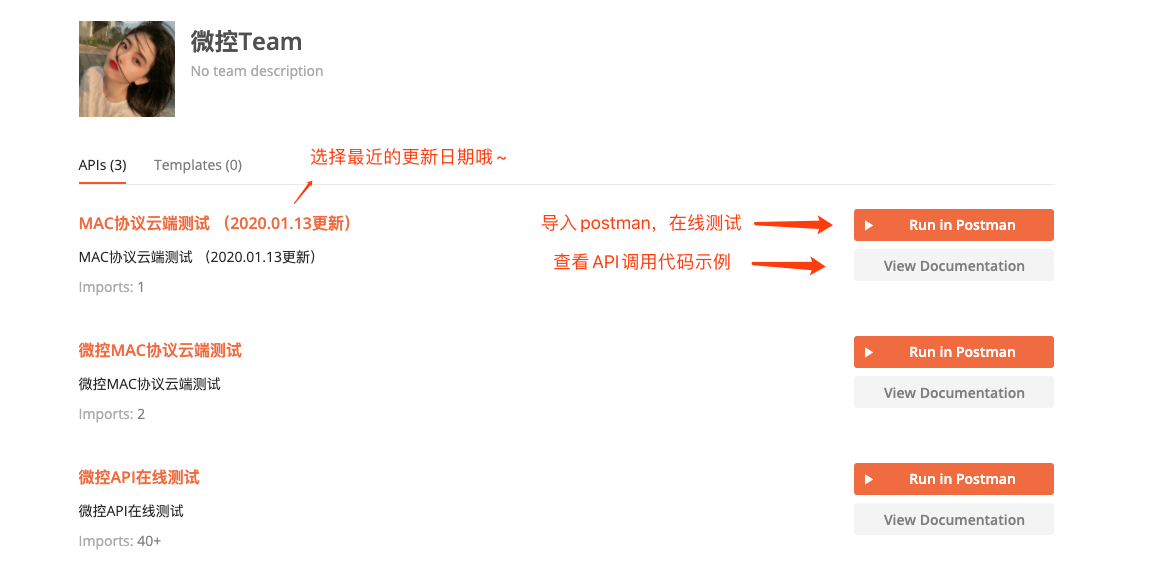 微控Team
No team description
APIs (3) Templates (0)
选择最近的更新日期哦~
MAC协议云端测试 （2020.01.13更新）
导入 postman，在线测试
Run in Postman
MAC协议云端测试 （2020.01.13更新）
查看 API 调用代码示例
View Documentation
Imports: 1
微控MAC协议云端测试
Run in Postman
微控MAC协议云端测试
View Documentation
Imports: 2
微控API在线测试
Run in Postman
微控API在线测试
View Documentation
Imports: 40+